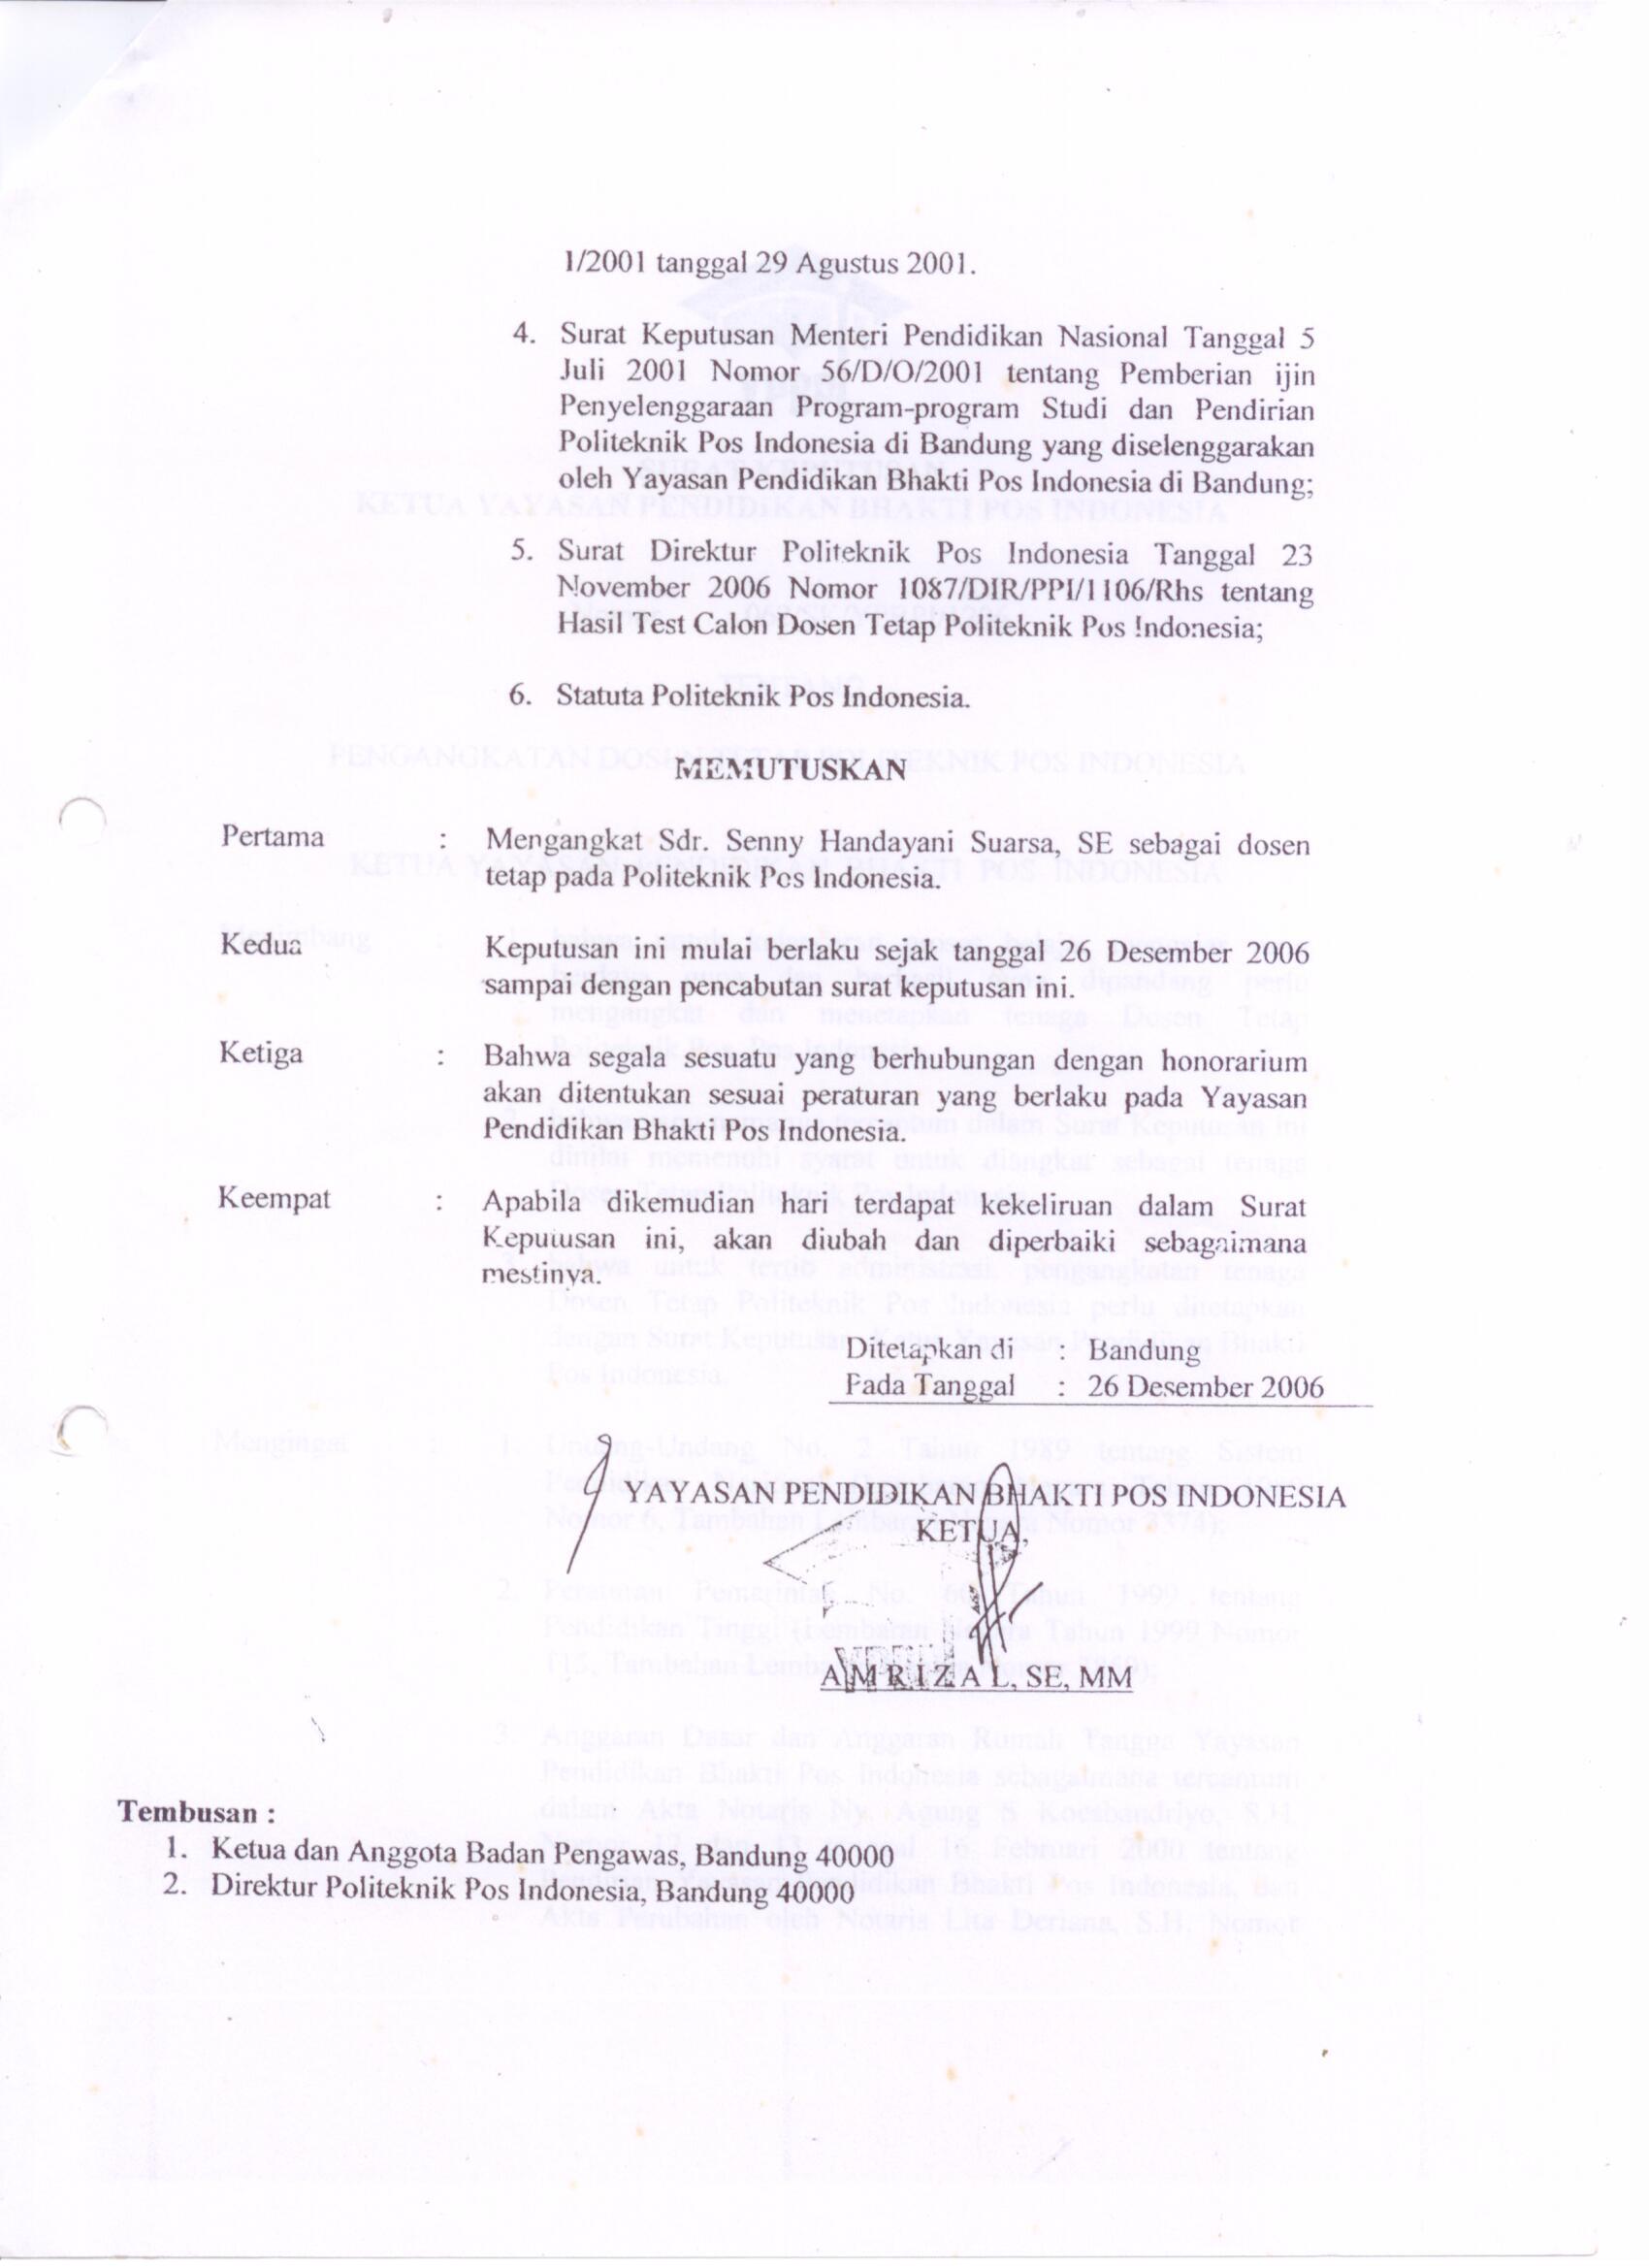 1/2001 tanggal 29 Agustus 2001.
4. Surat Keputusan Menteri Pendidikan Nasional Tanggal 5
Juli 2001 Nomor 56/D/O/2001 tentang Pemberian ijin
Penyelenggaraan Program-program Studi dan Pendirian
Politeknik Pos Indonesia di Bandung yang diselenggarakan
oleh Yayasan Pendidikan Bhakti Pos Indonesia di Bandung;
5. Surat Direktur Politeknik Pos Indonesia Tanggal 23
November 2006 Nomor 1087/DIR/PPI/1106/Rhs tentang
Hasil Test Calon Dosen Tetap Politeknik Pos Indonesia;
6. Statuta Politeknik Pos Indonesia.
MEMUTUSKAN
Pertama : Mengangkat Sdr. Senny Handayani Suarsa, SE sebagai dosen
tetap pada Politeknik Pos Indonesia.
Kedua Keputusan ini mulai berlaku sejak tanggal 26 Desember 2006
sampai dengan pencabutan surat keputusan ini.
Ketiga : Bahwa segala sesuatu yang berhubungan dengan honorarium
akan ditentukan sesuai peraturan yang berlaku pada Yayasan
Pendidikan Bhakti Pos Indonesia.
Keempat : Apabila dikemudian hari terdapat kekeliruan dalam Surat
Keputusan ini, akan diubah dan diperbaiki sebagaimana
mestinya.
Ditetapkan di : Bandung
Pada Tanggal : 26 Desember 2006
YAYASAN PENDIDIKAN BHAKTI POS INDONESIA
KETUA,
A M R I Z A L, SE, MM
Tembusan :
1. Ketua dan Anggota Badan Pengawas, Bandung 40000
2. Direktur Politeknik Pos Indonesia, Bandung 40000